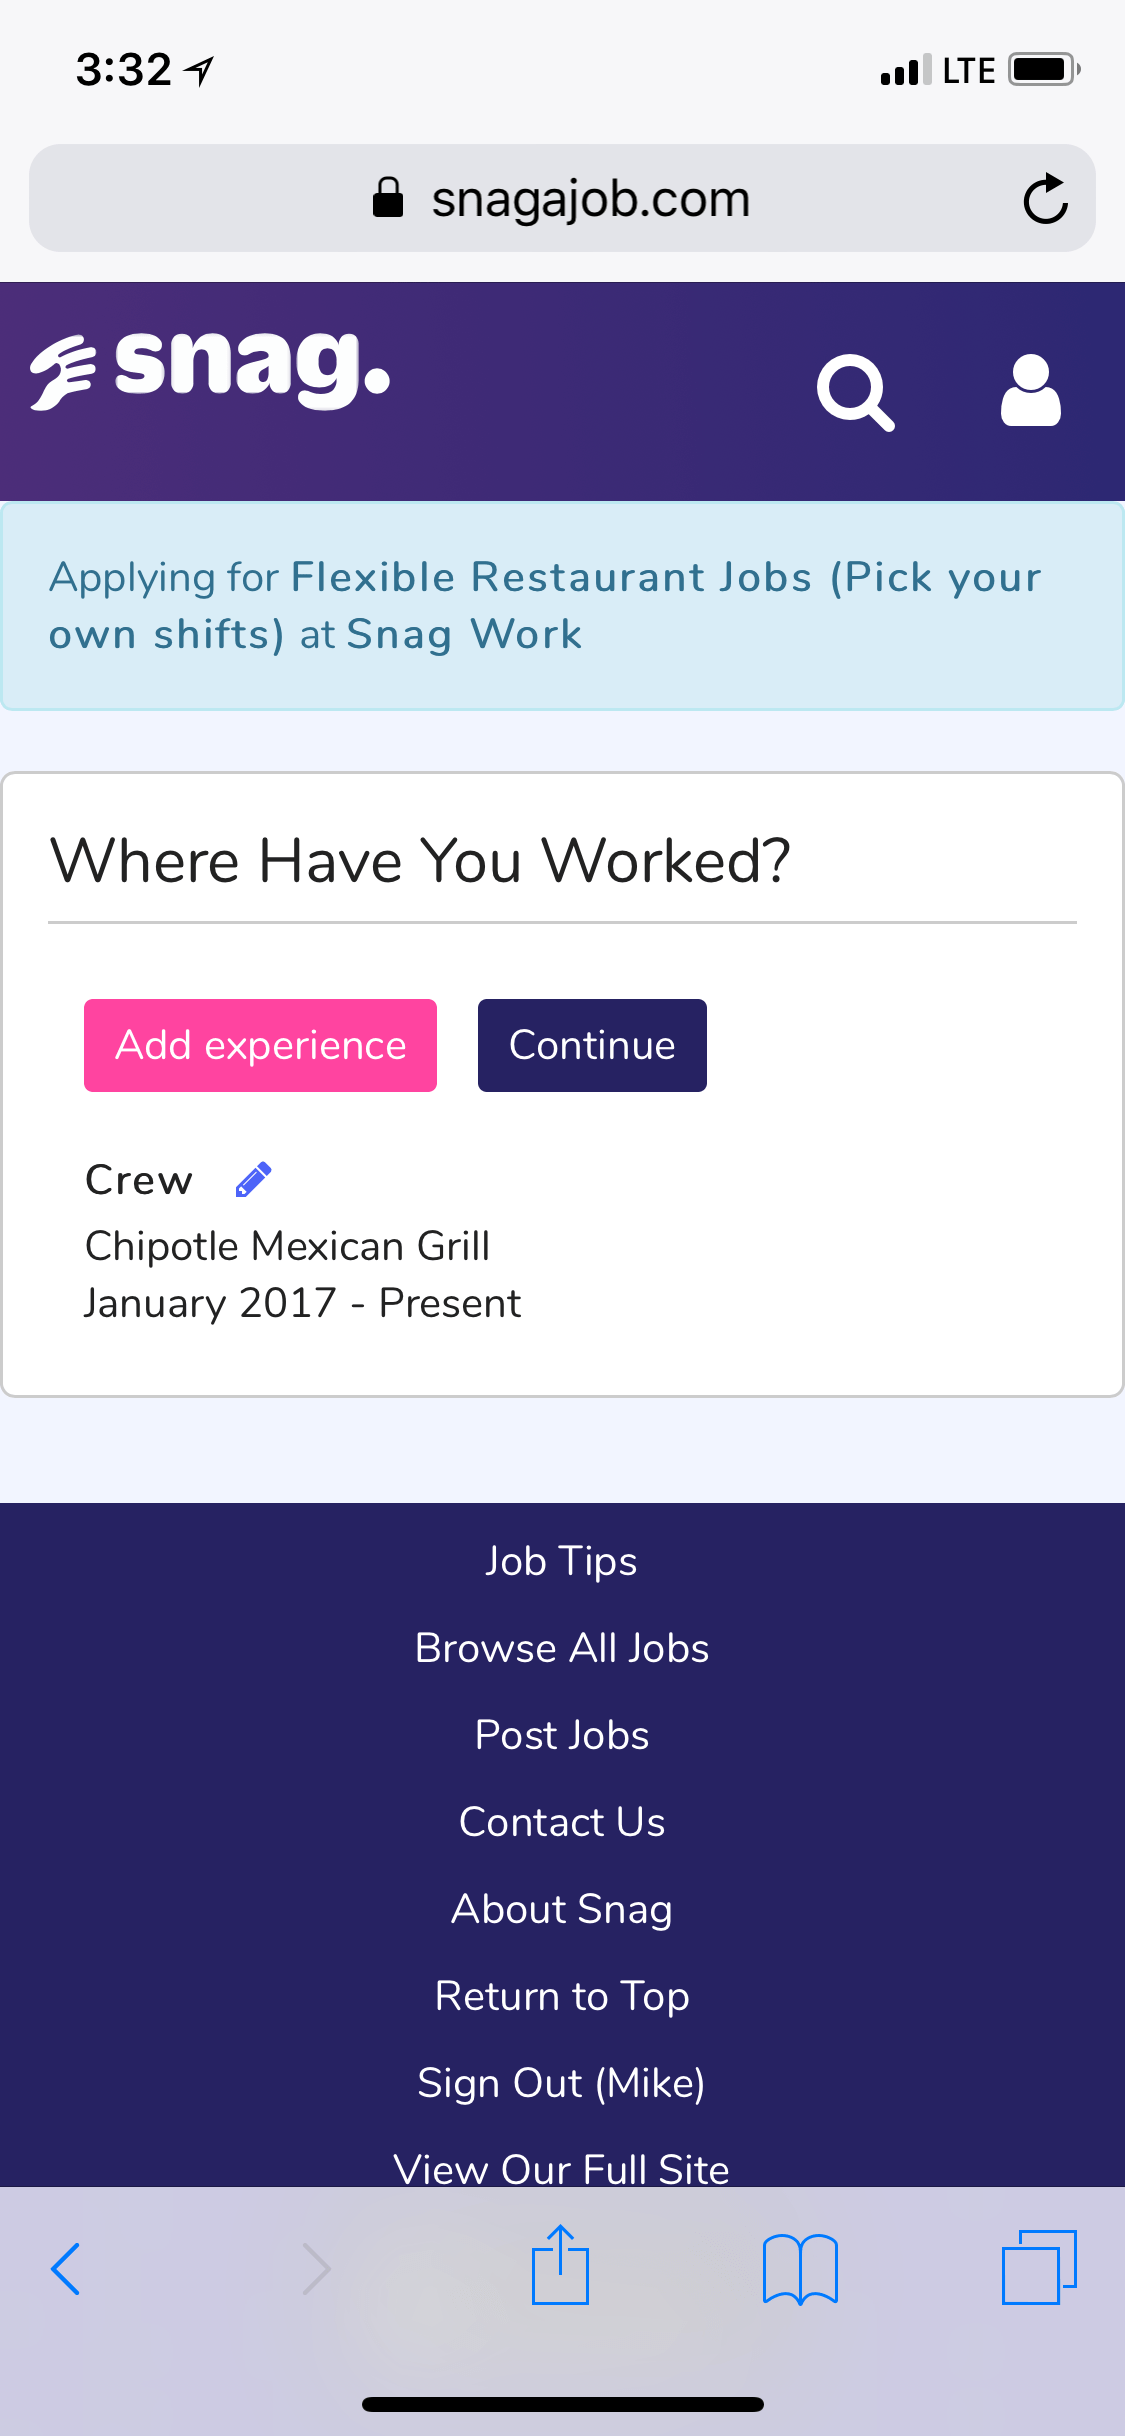 3:32
LTE
snagajob.com
snag.
Applying for Flexible Restaurant Jobs (Pick your
own shifts) at Snag Work
Where Have You Worked?
Add experience
Continue
Crew
Chipotle Mexican Grill
January 2017 - Present
Job Tips
Browse All Jobs
Post Jobs
Contact Us
About Snag
Return to Top
Sign Out (Mike)
View Our Full Site